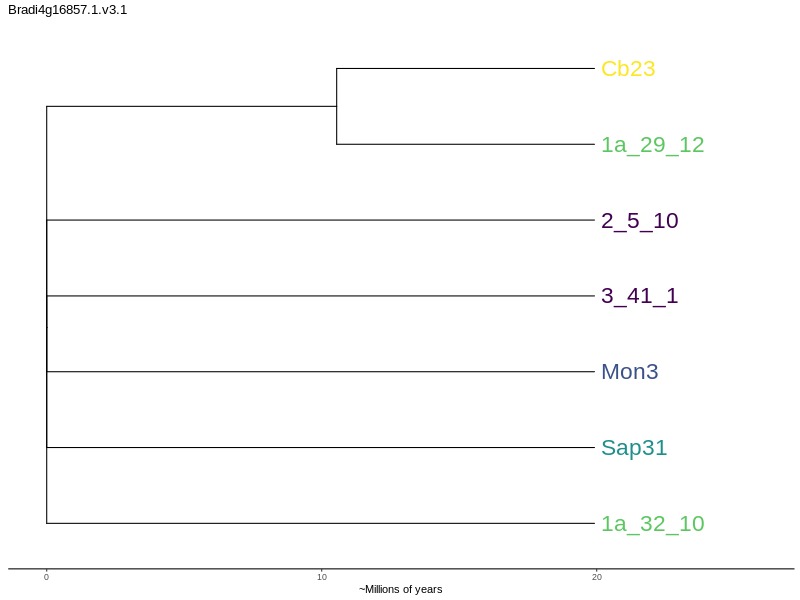 Bradi4g16857.1.v3.1
Cb23
1a_29_12
2_5_10
3_41_1
Mon3
Sap31
1a_32_10
0 10 20
~Millions of years